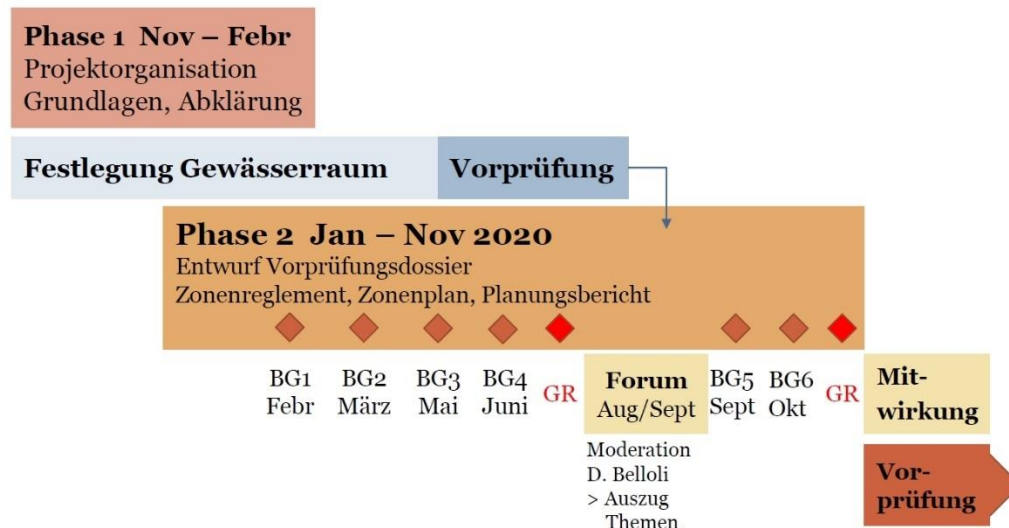 Phase 1 Nov – Febr
Projektorganisation
Grundlagen, Abklärung
Festlegung Gewässerraum
Vorprüfung
Phase 2 Jan – Nov 2020
Entwurf Vorprüfungsdossier
Zonenreglement, Zonenplan, Planungsbericht
BG1
Febr
BG2
März
BG3
Mai
BG4
Juni
GR
Forum
Aug/Sept
BG5
Sept
BG6
Okt
GR
Mit-
wirkung
Moderation
D. Belloli
> Auszug
Themen
Vor-
prüfung